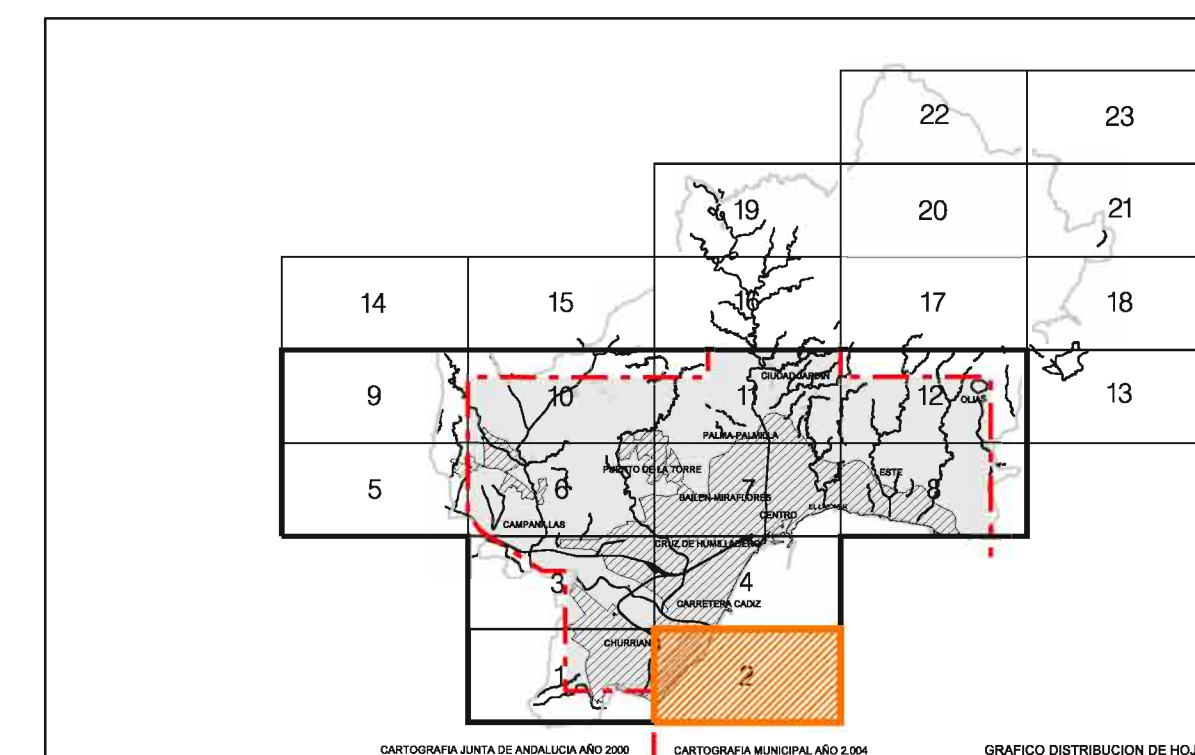 22 23
19 20 21
14 15 16 17 18
9 10 11 12 13
CIUDAD JARDIN
OLIAS
PALMA-PALMILLA
PUERTO DE LA TORRE
ESTE
5 6 7 8
BAILEN MIRAFLORES
CENTRO
CAMPANILLAS
CRUZ DE HUMILLADERO
3 4
CARRETERA CADIZ
CHURRIAN
1 2
CARTOGRAFIA JUNTA DE ANDALUCIA AÑO 2000 CARTOGRAFIA MUNICIPAL AÑO 2.004 GRAFICO DISTRIBUCION DE HOJ